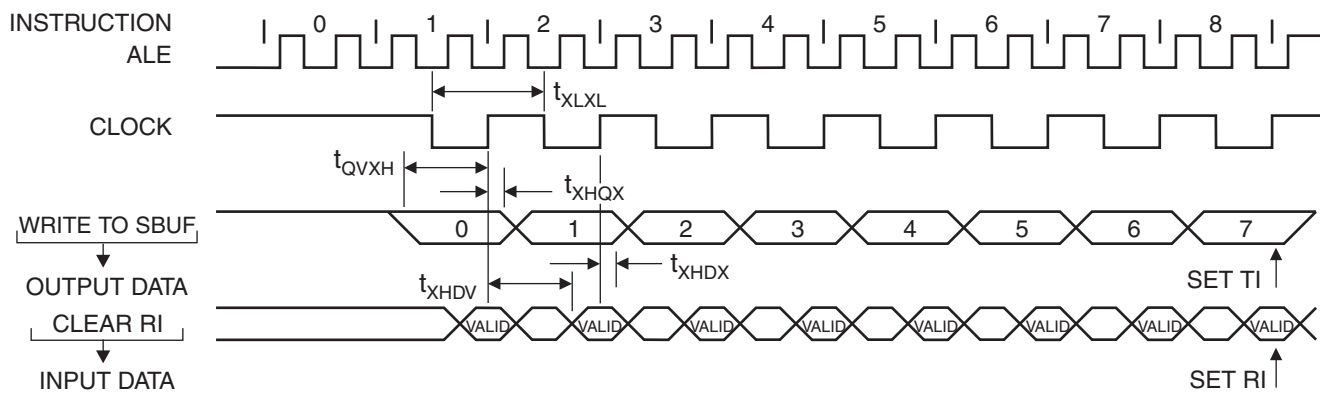 INSTRUCTION
0 1 2 3 4 5 6 7 8
ALE
tXLXL
CLOCK
tQVXH
tXHQX
WRITE TO SBUF
0 1 2 3 4 5 6 7
tXHDX
SET TI
OUTPUT DATA
tXHDV
CLEAR RI
VALID VALID VALID VALID VALID VALID VALID VALID
INPUT DATA
SET RI